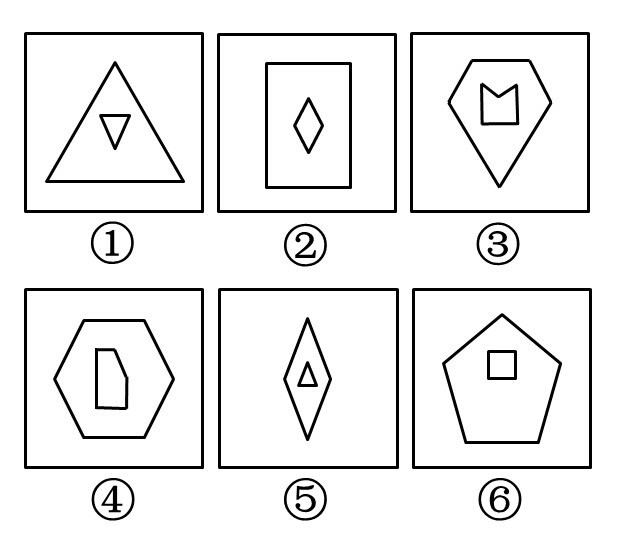 ① ② ③
④ ⑤ ⑥